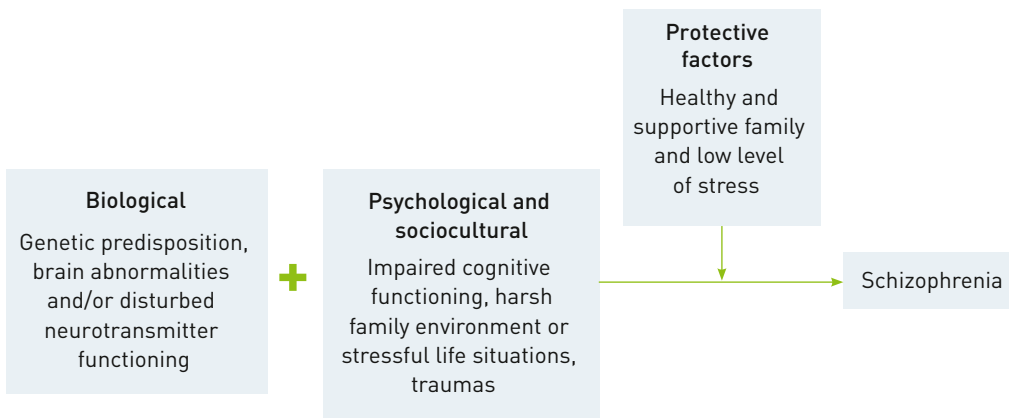 Biological
Genetic predisposition,
brain abnormalities
and/or disturbed
neurotransmitter
functioning
Psychological and
sociocultural
Impaired cognitive
functioning, harsh
family environment or
stressful life situations,
traumas
Protective
factors
Healthy and
supportive family
and low level
of stress
Schizophrenia